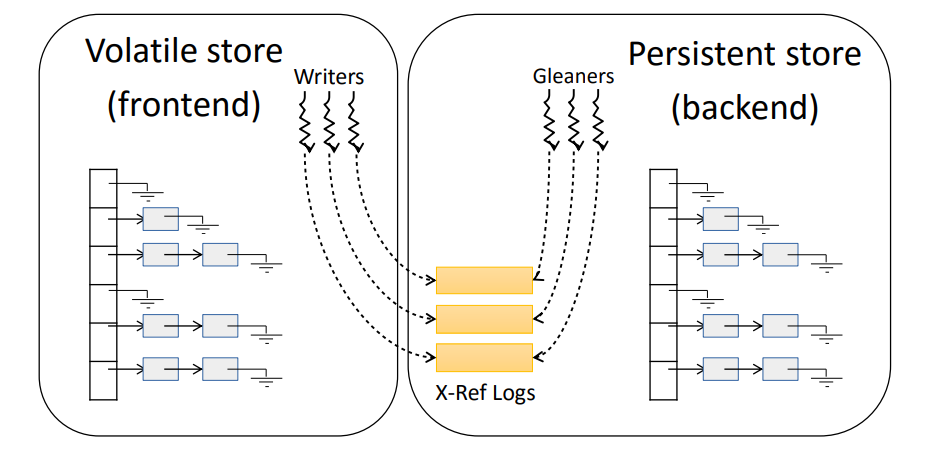 Volatile store
(frontend)
Writers
Gleaners
Persistent store
(backend)
X-Ref Logs